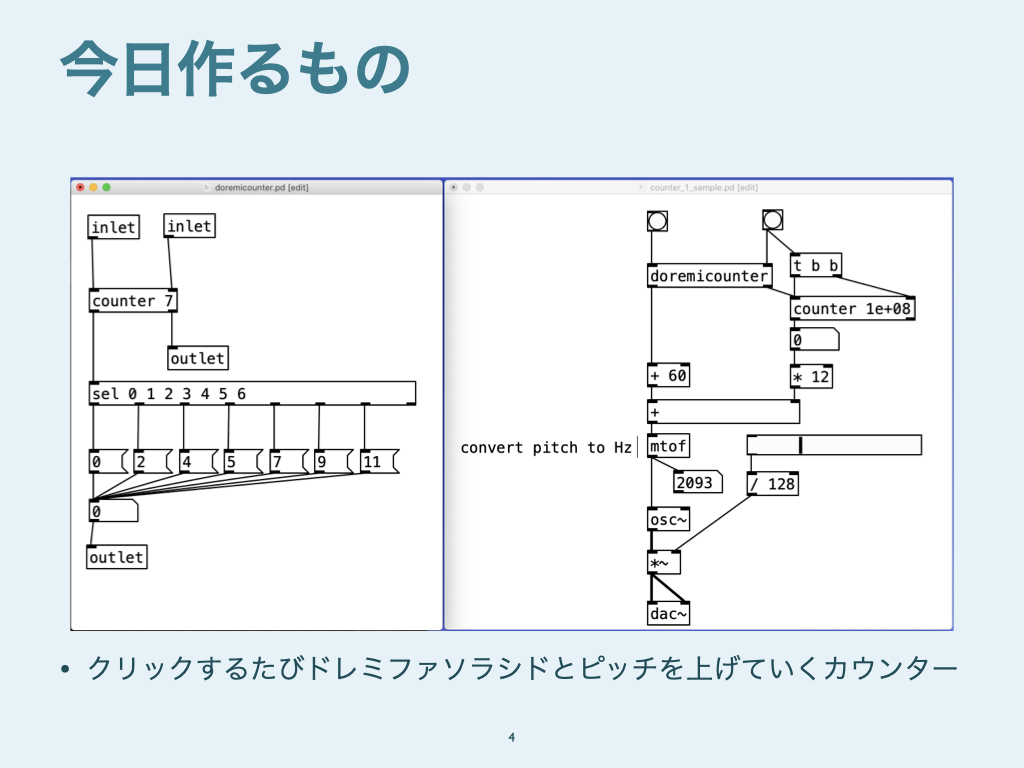 今日作るもの
doremicounter.pd [edit]
counter_1_sample.pd [edit]
inlet
inlet
counter 7
outlet
sel 0 1 2 3 4 5 6
0
2
4
5
7
9
11
0
outlet
doremicounter
t b b
counter 1e+08
0
+ 60
* 12
+
convert pitch to Hz
mtof
2093
/ 128
osc~
*~
dac~
• クリックするたびドレミファソラシドとピッチを上げていくカウンター
4